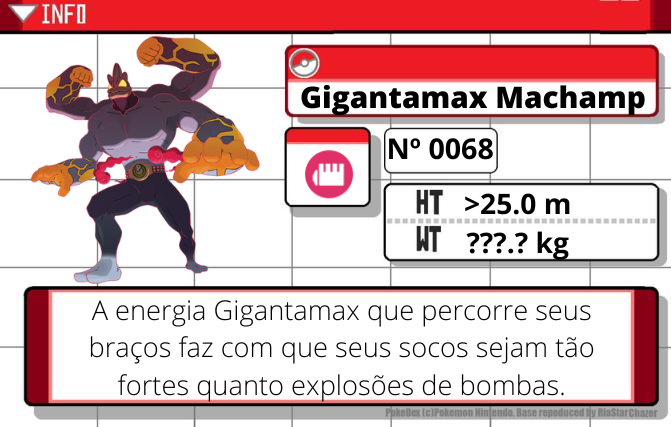 INFO
Gigantamax Machamp
Nº 0068
HT >25.0 m
WT ???.? kg
A energia Gigantamax que percorre seus
braços faz com que seus socos sejam tão
fortes quanto explosões de bombas.
PokeDex (c)Pokemon Nintendo. Base repoduced by RiaStarChazer